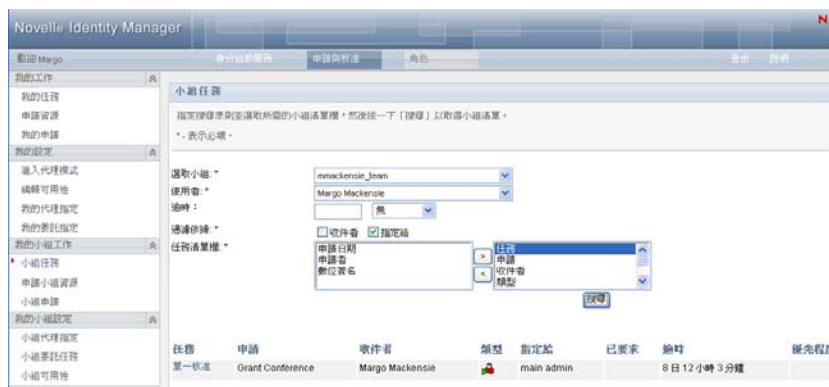 Novell® Identity Manager
N
歡迎 Margo
身分自助服務
申請與核准
角色
登出
說明
我的工作
我的任務
申請資源
我的申請
我的設定
進入代理模式
編輯可用性
我的代理指定
我的委託指定
我的小組工作
* 小組任務
申請小組資源
小組申請
我的小組設定
小組代理指定
小組委託任務
小組可用性
小組任務
指定搜尋準則並選取所需的小組清單欄，然後按一下「搜尋」以取得小組清單。
* - 表示必填。
選取小組: * mmackensie_team
使用者: * Margo Mackensie
逾時： 無
過濾依據: * 收件者 指定給
任務清單欄: *
申請日期
申請者
數位簽名
>
<
任務
申請
收件者
類型
搜尋
任務 申請 收件者 類型 指定給 已要求 逾時 優先程度
單一核准 Grant Conference Margo Mackensie main admin 8 日 12 小時 3 分鐘